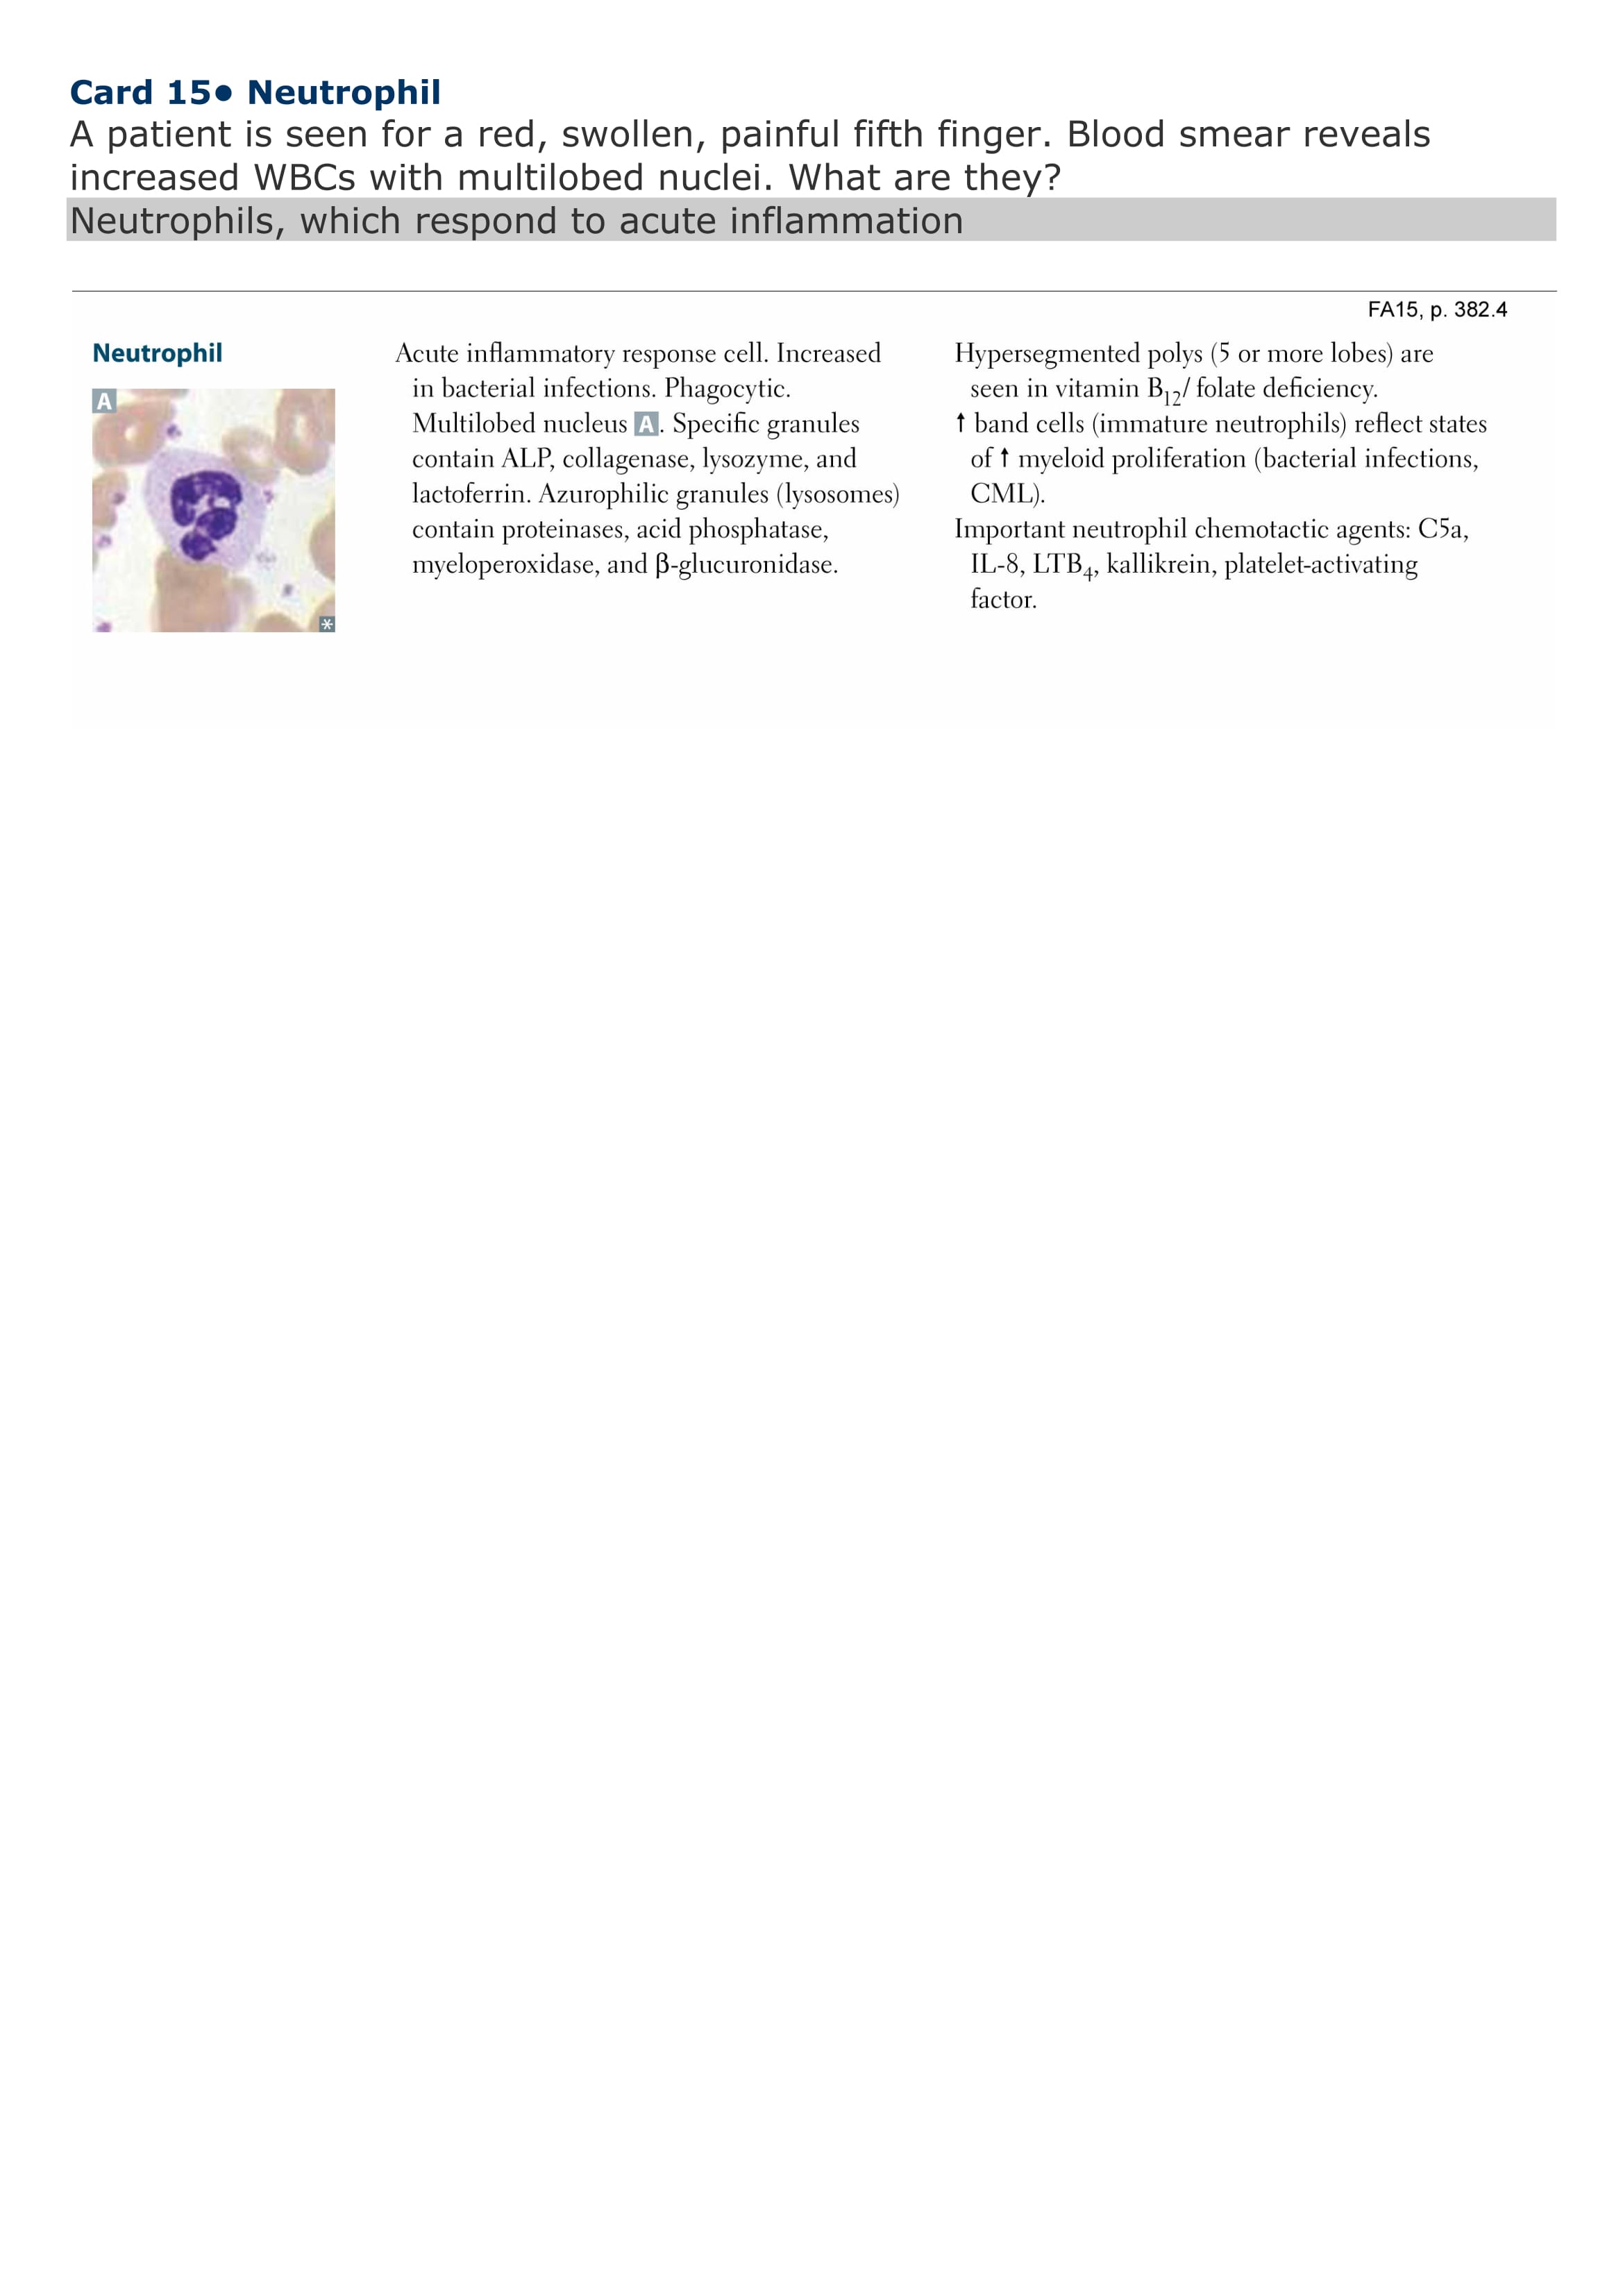 Card 15● Neutrophil
A patient is seen for a red, swollen, painful fifth finger. Blood smear reveals
increased WBCs with multilobed nuclei. What are they?
Neutrophils, which respond to acute inflammation
FA15, p. 382.4
Neutrophil
A
*
Acute inflammatory response cell. Increased
in bacterial infections. Phagocytic.
Multilobed nucleus A. Specific granules
contain ALP, collagenase, lysozyme, and
lactoferrin. Azurophilic granules (lysosomes)
contain proteinases, acid phosphatase,
myeloperoxidase, and β-glucuronidase.
Hypersegmented polys (5 or more lobes) are
seen in vitamin B₁₂/ folate deficiency.
↑ band cells (immature neutrophils) reflect states
of ↑ myeloid proliferation (bacterial infections,
CML).
Important neutrophil chemotactic agents: C5a,
IL-8, LTB₄, kallikrein, platelet-activating
factor.